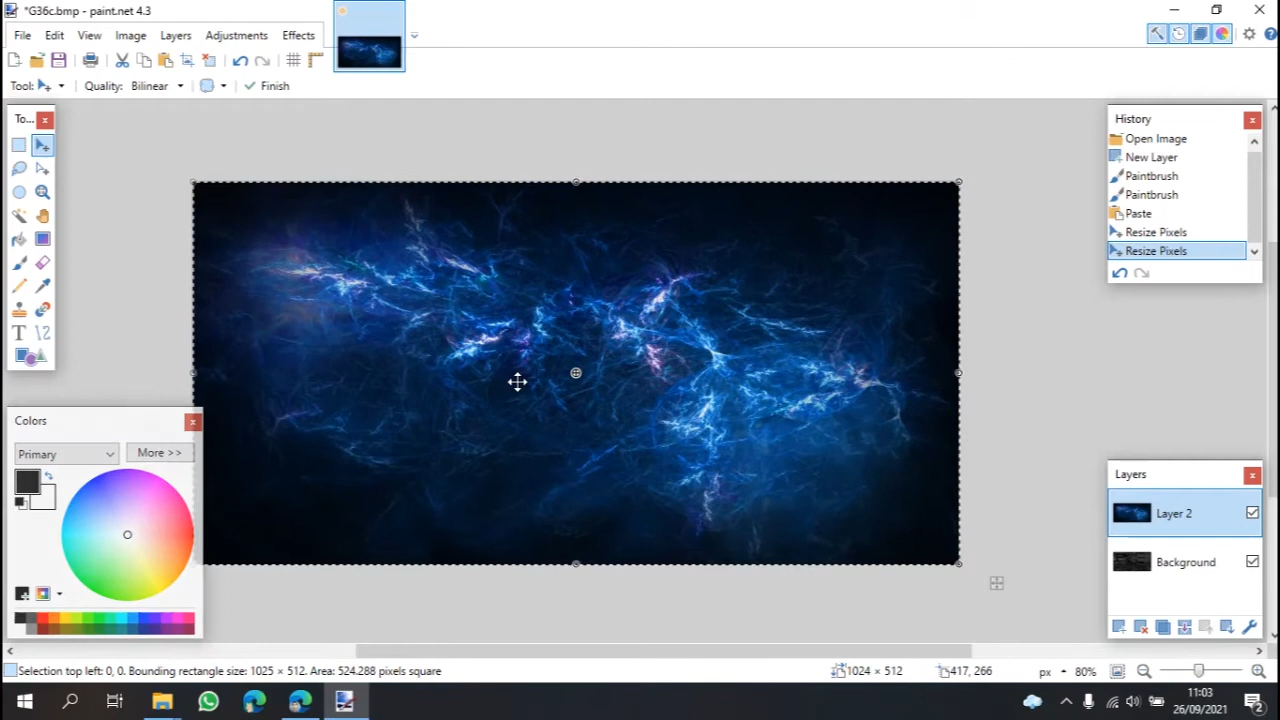 *G36c.bmp - paint.net 4.3
File Edit View Image Layers Adjustments Effects
Tool: Quality: Bilinear Finish
To...
T
History
Open Image
New Layer
Paintbrush
Paintbrush
Paste
Resize Pixels
Resize Pixels
Colors
Primary More >>
Layers
Layer 2
Background
Selection top left: 0, 0. Bounding rectangle size: 1025 × 512. Area: 524.288 pixels square 1024 × 512 417, 266 px 80%
11:03
26/09/2021
2